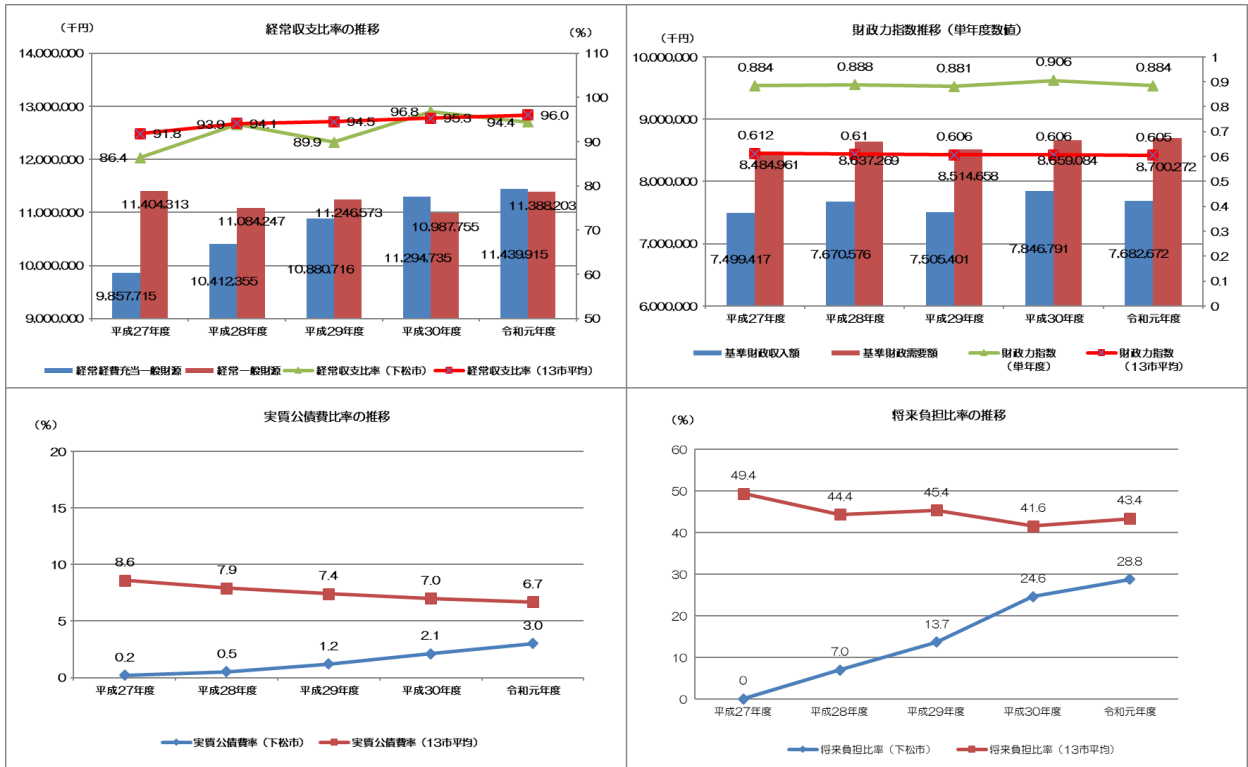 経常収支比率の推移
（千円）
（%）
14,000,000
13,000,000
12,000,000
11,000,000
10,000,000
9,000,000
110
100
90
80
70
60
50
86.4
93.9
89.9
96.8
94.4
91.8
94.1
94.5
95.3
96.0
11,404,313
11,084,247
11,246,573
10,987,755
11,388,203
9,857,715
10,412,355
10,880,716
11,294,735
11,439,915
平成27年度 平成28年度 平成29年度 平成30年度 令和元年度
経常経費充当一般財源 経常一般財源 経常収支比率（下松市） 経常収支比率（13市平均）
財政力指数推移（単年度数値）
（千円）
10,000,000
9,000,000
8,000,000
7,000,000
6,000,000
1
0.9
0.8
0.7
0.6
0.5
0.4
0.3
0.2
0.1
0
0.884 0.888 0.881 0.906 0.884
0.612 0.61 0.606 0.606 0.605
8,484,961 8,637,269 8,514,658 8,659,084 8,700,272
7,499,417 7,670,576 7,505,401 7,846,791 7,682,672
平成27年度 平成28年度 平成29年度 平成30年度 令和元年度
基準財政収入額 基準財政需要額 財政力指数（単年度） 財政力指数（13市平均）
実質公債費比率の推移
（%）
20
15
10
5
0
8.6 7.9 7.4 7.0 6.7
0.2 0.5 1.2 2.1 3.0
平成27年度 平成28年度 平成29年度 平成30年度 令和元年度
実質公債費率（下松市） 実質公債費率（13市平均）
将来負担比率の推移
（%）
60
50
40
30
20
10
0
49.4 44.4 45.4 41.6 43.4
0 7.0 13.7 24.6 28.8
平成27年度 平成28年度 平成29年度 平成30年度 令和元年度
将来負担比率（下松市） 将来負担比率（13市平均）